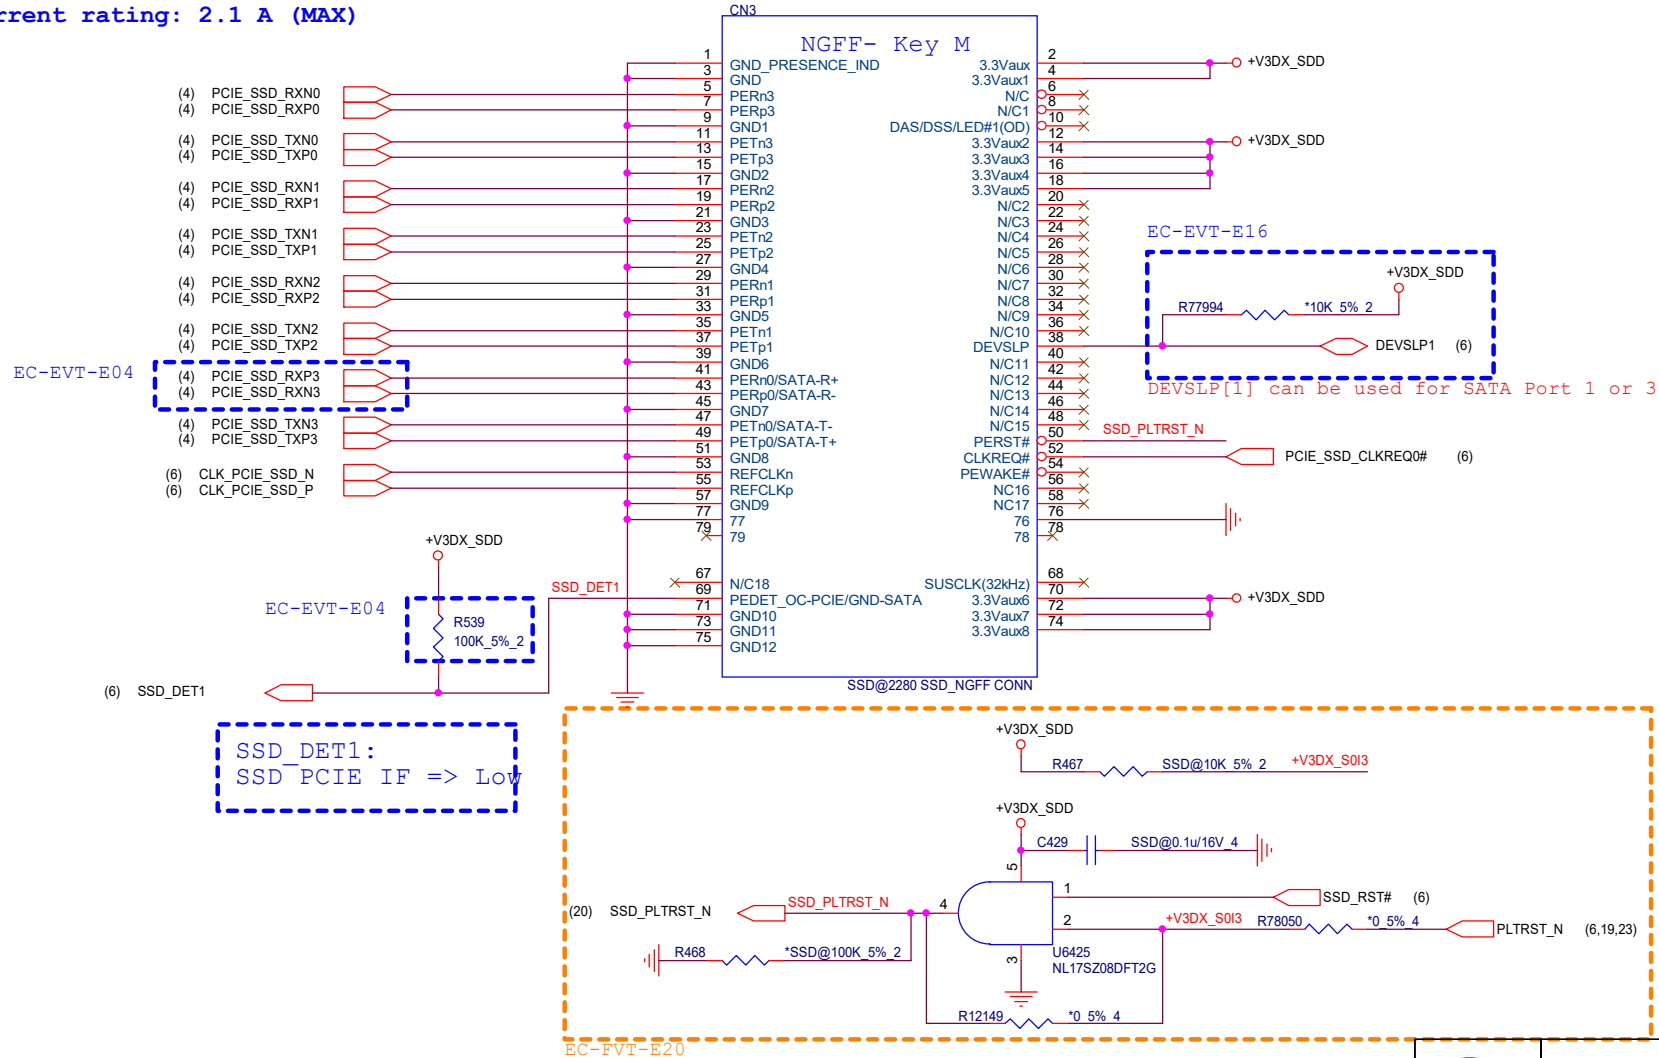 rrent rating: 2.1 A (MAX)
CN3
NGFF- Key M
1 GND_PRESENCE_IND
3 GND
5 PERn3
7 PERp3
9 GND1
11 PETn3
13 PETp3
15 GND2
17 PERn2
19 PERp2
21 GND3
23 PETn2
25 PETp2
27 GND4
29 PERn1
31 PERp1
33 GND5
35 PETn1
37 PETp1
39 GND6
41 PERn0/SATA-R+
43 PERp0/SATA-R-
45 GND7
47 PETn0/SATA-T-
49 PETp0/SATA-T+
51 GND8
53 REFCLKn
55 REFCLKp
57 GND9
77 77
79 79
67 N/C18
69 PEDET_OC-PCIE/GND-SATA
71 GND10
73 GND11
75 GND12
3.3Vaux 2
3.3Vaux1 4
N/C 6
N/C1 8
DAS/DSS/LED#1(OD) 10
3.3Vaux2 12
3.3Vaux3 14
3.3Vaux4 16
3.3Vaux5 18
N/C2 20
N/C3 22
N/C4 24
N/C5 26
N/C6 28
N/C7 30
N/C8 32
N/C9 34
N/C10 36
DEVSLP 38
N/C11 40
N/C12 42
N/C13 44
N/C14 46
N/C15 48
PERST# 50
CLKREQ# 52
PEWAKE# 54
NC16 56
NC17 58
76 76
78 78
SUSCLK(32kHz) 68
3.3Vaux6 70
3.3Vaux7 72
3.3Vaux8 74
SSD@2280 SSD_NGFF CONN
(4) PCIE_SSD_RXN0
(4) PCIE_SSD_RXP0
(4) PCIE_SSD_TXN0
(4) PCIE_SSD_TXP0
(4) PCIE_SSD_RXN1
(4) PCIE_SSD_RXP1
(4) PCIE_SSD_TXN1
(4) PCIE_SSD_TXP1
(4) PCIE_SSD_RXN2
(4) PCIE_SSD_RXP2
(4) PCIE_SSD_TXN2
(4) PCIE_SSD_TXP2
EC-EVT-E04
(4) PCIE_SSD_RXP3
(4) PCIE_SSD_RXN3
(4) PCIE_SSD_TXN3
(4) PCIE_SSD_TXP3
(6) CLK_PCIE_SSD_N
(6) CLK_PCIE_SSD_P
+V3DX_SDD
SSD_DET1
EC-EVT-E04
R539
100K_5%_2
(6) SSD_DET1
SSD_DET1:
SSD PCIE IF => Low
+V3DX_SDD
+V3DX_SDD
EC-EVT-E16
+V3DX_SDD
R77994 *10K_5%_2
DEVSLP1 (6)
DEVSLP[1] can be used for SATA Port 1 or 3
SSD_PLTRST_N
PCIE_SSD_CLKREQ0# (6)
+V3DX_SDD
+V3DX_SDD
R467 SSD@10K_5%_2 +V3DX_S0I3
+V3DX_SDD
C429 SSD@0.1u/16V_4
5
1 SSD_RST# (6)
(20) SSD_PLTRST_N SSD_PLTRST_N 4
2 +V3DX_S0I3 R78050 *0_5%_4 PLTRST_N (6,19,23)
R468 *SSD@100K_5%_2
3
U6425
NL17SZ08DFT2G
R12149 *0_5%_4
EC-FVT-E20